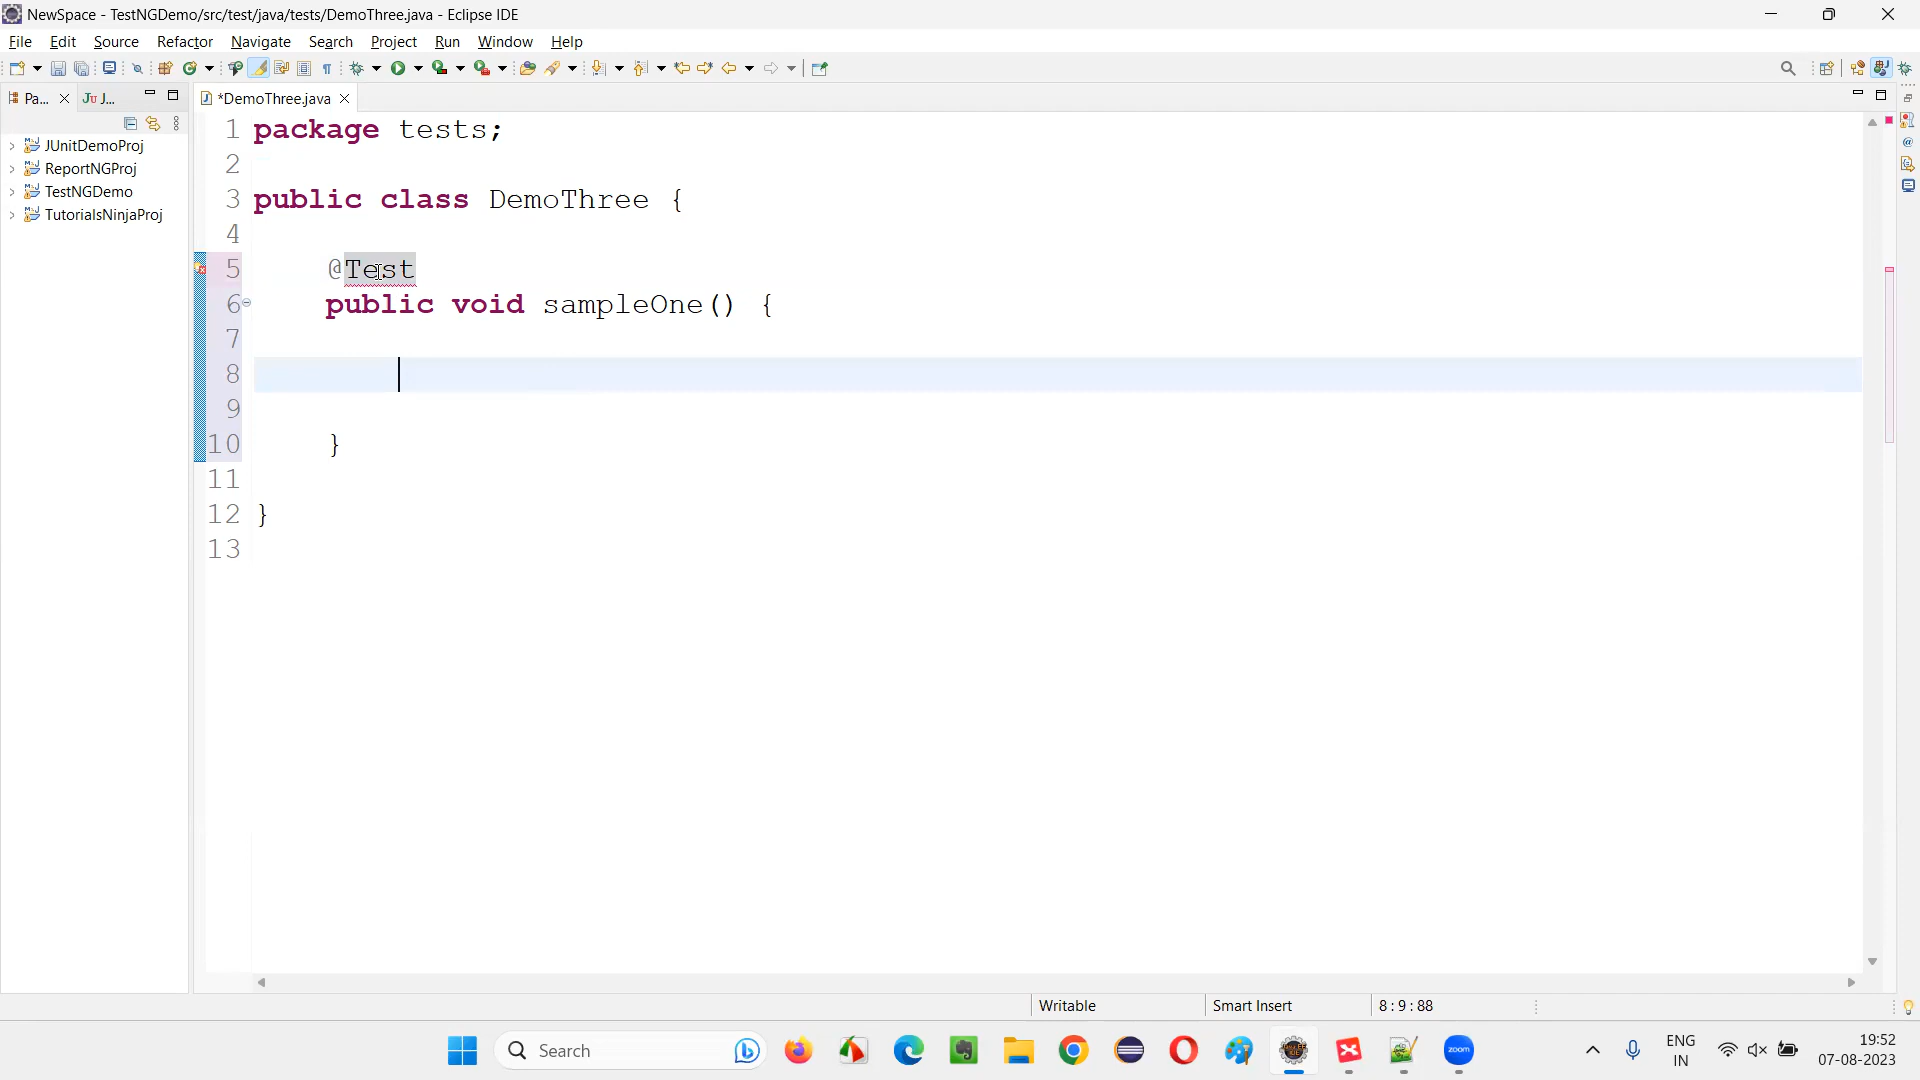 NewSpace - TestNGDemo/src/test/java/tests/DemoThree.java - Eclipse IDE
File Edit Source Refactor Navigate Search Project Run Window Help
Pa... J... *DemoThree.java
JUnitDemoProj
ReportNGProj
TestNGDemo
TutorialsNinjaProj
1 package tests;
2
3 public class DemoThree {
4
5 @Test
6 public void sampleOne() {
7
8
9
10 }
11
12 }
13
Writable Smart Insert 8 : 9 : 88
Search zoom ENG IN 19:52 07-08-2023